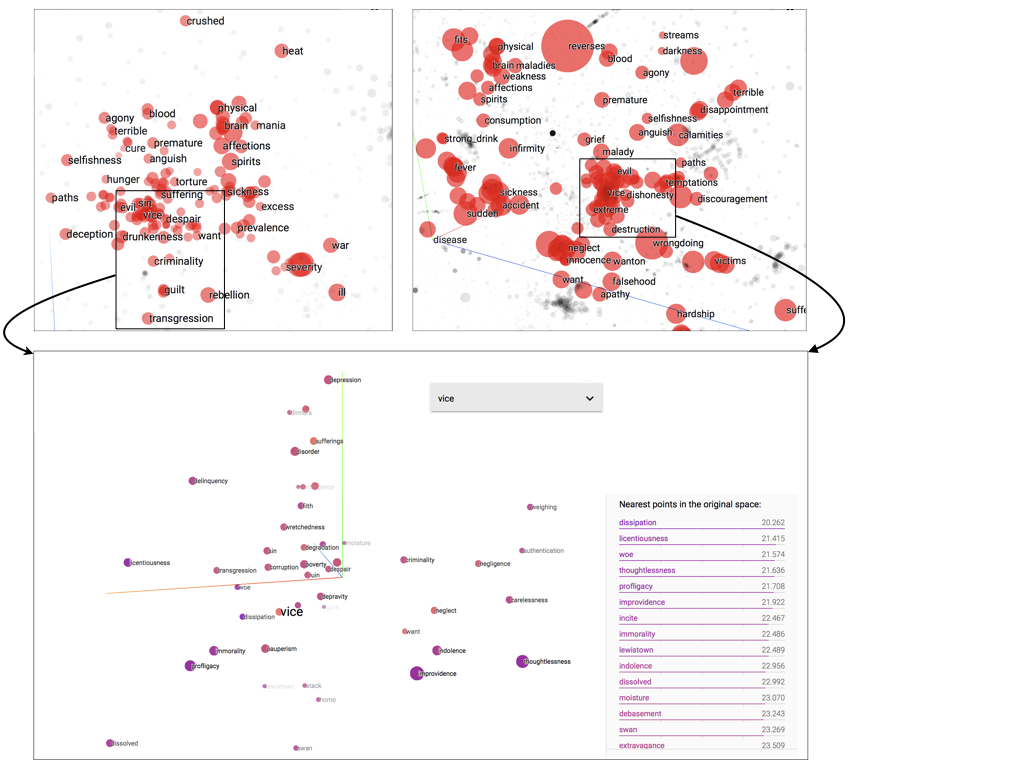 crushed
heat
physical
blood
agony
brain
mania
terrible
premature
cure
affections
anguish
selfishness
spirits
hunger
torture
suffering
sickness
paths
sin
evil
vice
despair
excess
deception
drunkenness
want
prevalence
war
criminality
severity
guilt
rebellion
ill
transgression
fits
physical
reverses
streams
darkness
blood
brain maladies
weakness
agony
affections
spirits
terrible
premature
disappointment
consumption
selfishness
strong_drink
grief
anguish
calamities
infirmity
malady
fever
evil
paths
temptations
sickness
vice
dishonesty
discouragement
accident
sudden
extreme
destruction
disease
neglect
wrongdoing
innocence
wanton
victims
want
falsehood
apathy
hardship
suffe
depression
vice
dinners
sufferings
disorder
delinquency
filth
weighing
wretchedness
degradation
moisture
sin
authentication
licentiousness
transgression
corruption
poverty
despair
criminality
negligence
ruin
woe
depravity
carelessness
vice
dissipation
neglect
want
immorality
pauperism
indolence
profligacy
improvidence
thoughtlessness
lewistown
stack
homo
dissolved
swan
Nearest points in the original space:
dissipation 20.262
licentiousness 21.415
woe 21.574
thoughtlessness 21.636
profligacy 21.708
improvidence 21.922
incite 22.467
immorality 22.486
lewistown 22.489
indolence 22.956
dissolved 22.992
moisture 23.070
debasement 23.243
swan 23.269
extravagance 23.509